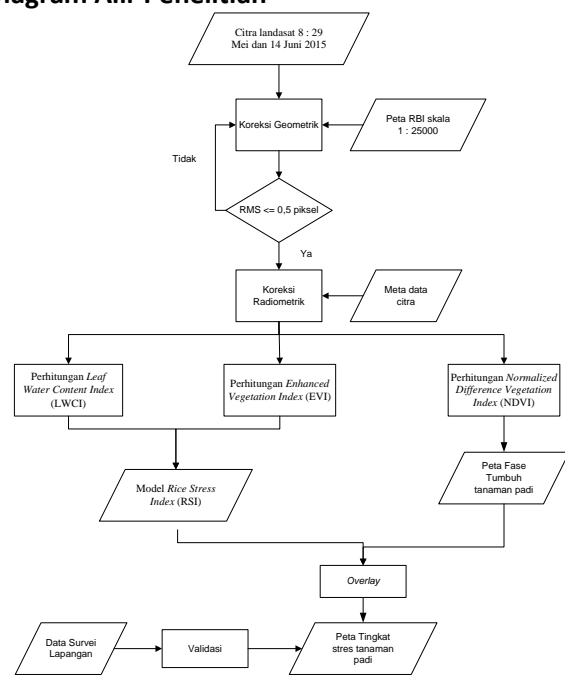 Citra landasat 8 : 29
Mei dan 14 Juni 2015
Koreksi Geometrik
Peta RBI skala
1 : 25000
Tidak
RMS <= 0,5 piksel
Ya
Koreksi
Radiometrik
Meta data
citra
Perhitungan Leaf
Water Content Index
(LWCI)
Perhitungan Enhanced
Vegetation Index (EVI)
Perhitungan Normalized
Difference Vegetation
Index (NDVI)
Model Rice Stress
Index (RSI)
Peta Fase
Tumbuh
tanaman padi
Overlay
Data Survei
Lapangan
Validasi
Peta Tingkat
stres tanaman
padi